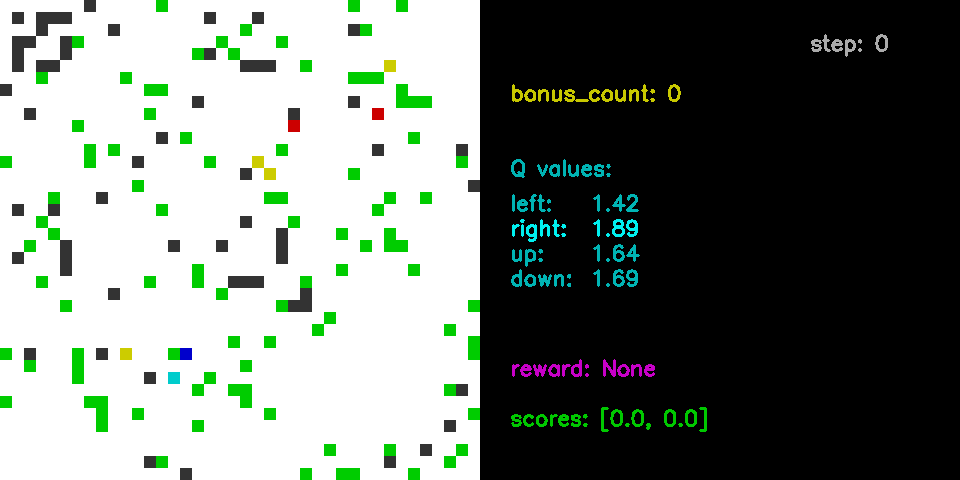 step: 0
bonus_count: 0
Q values:
left: 1.42
right: 1.89
up: 1.64
down: 1.69
reward: None
scores: [0.0, 0.0]